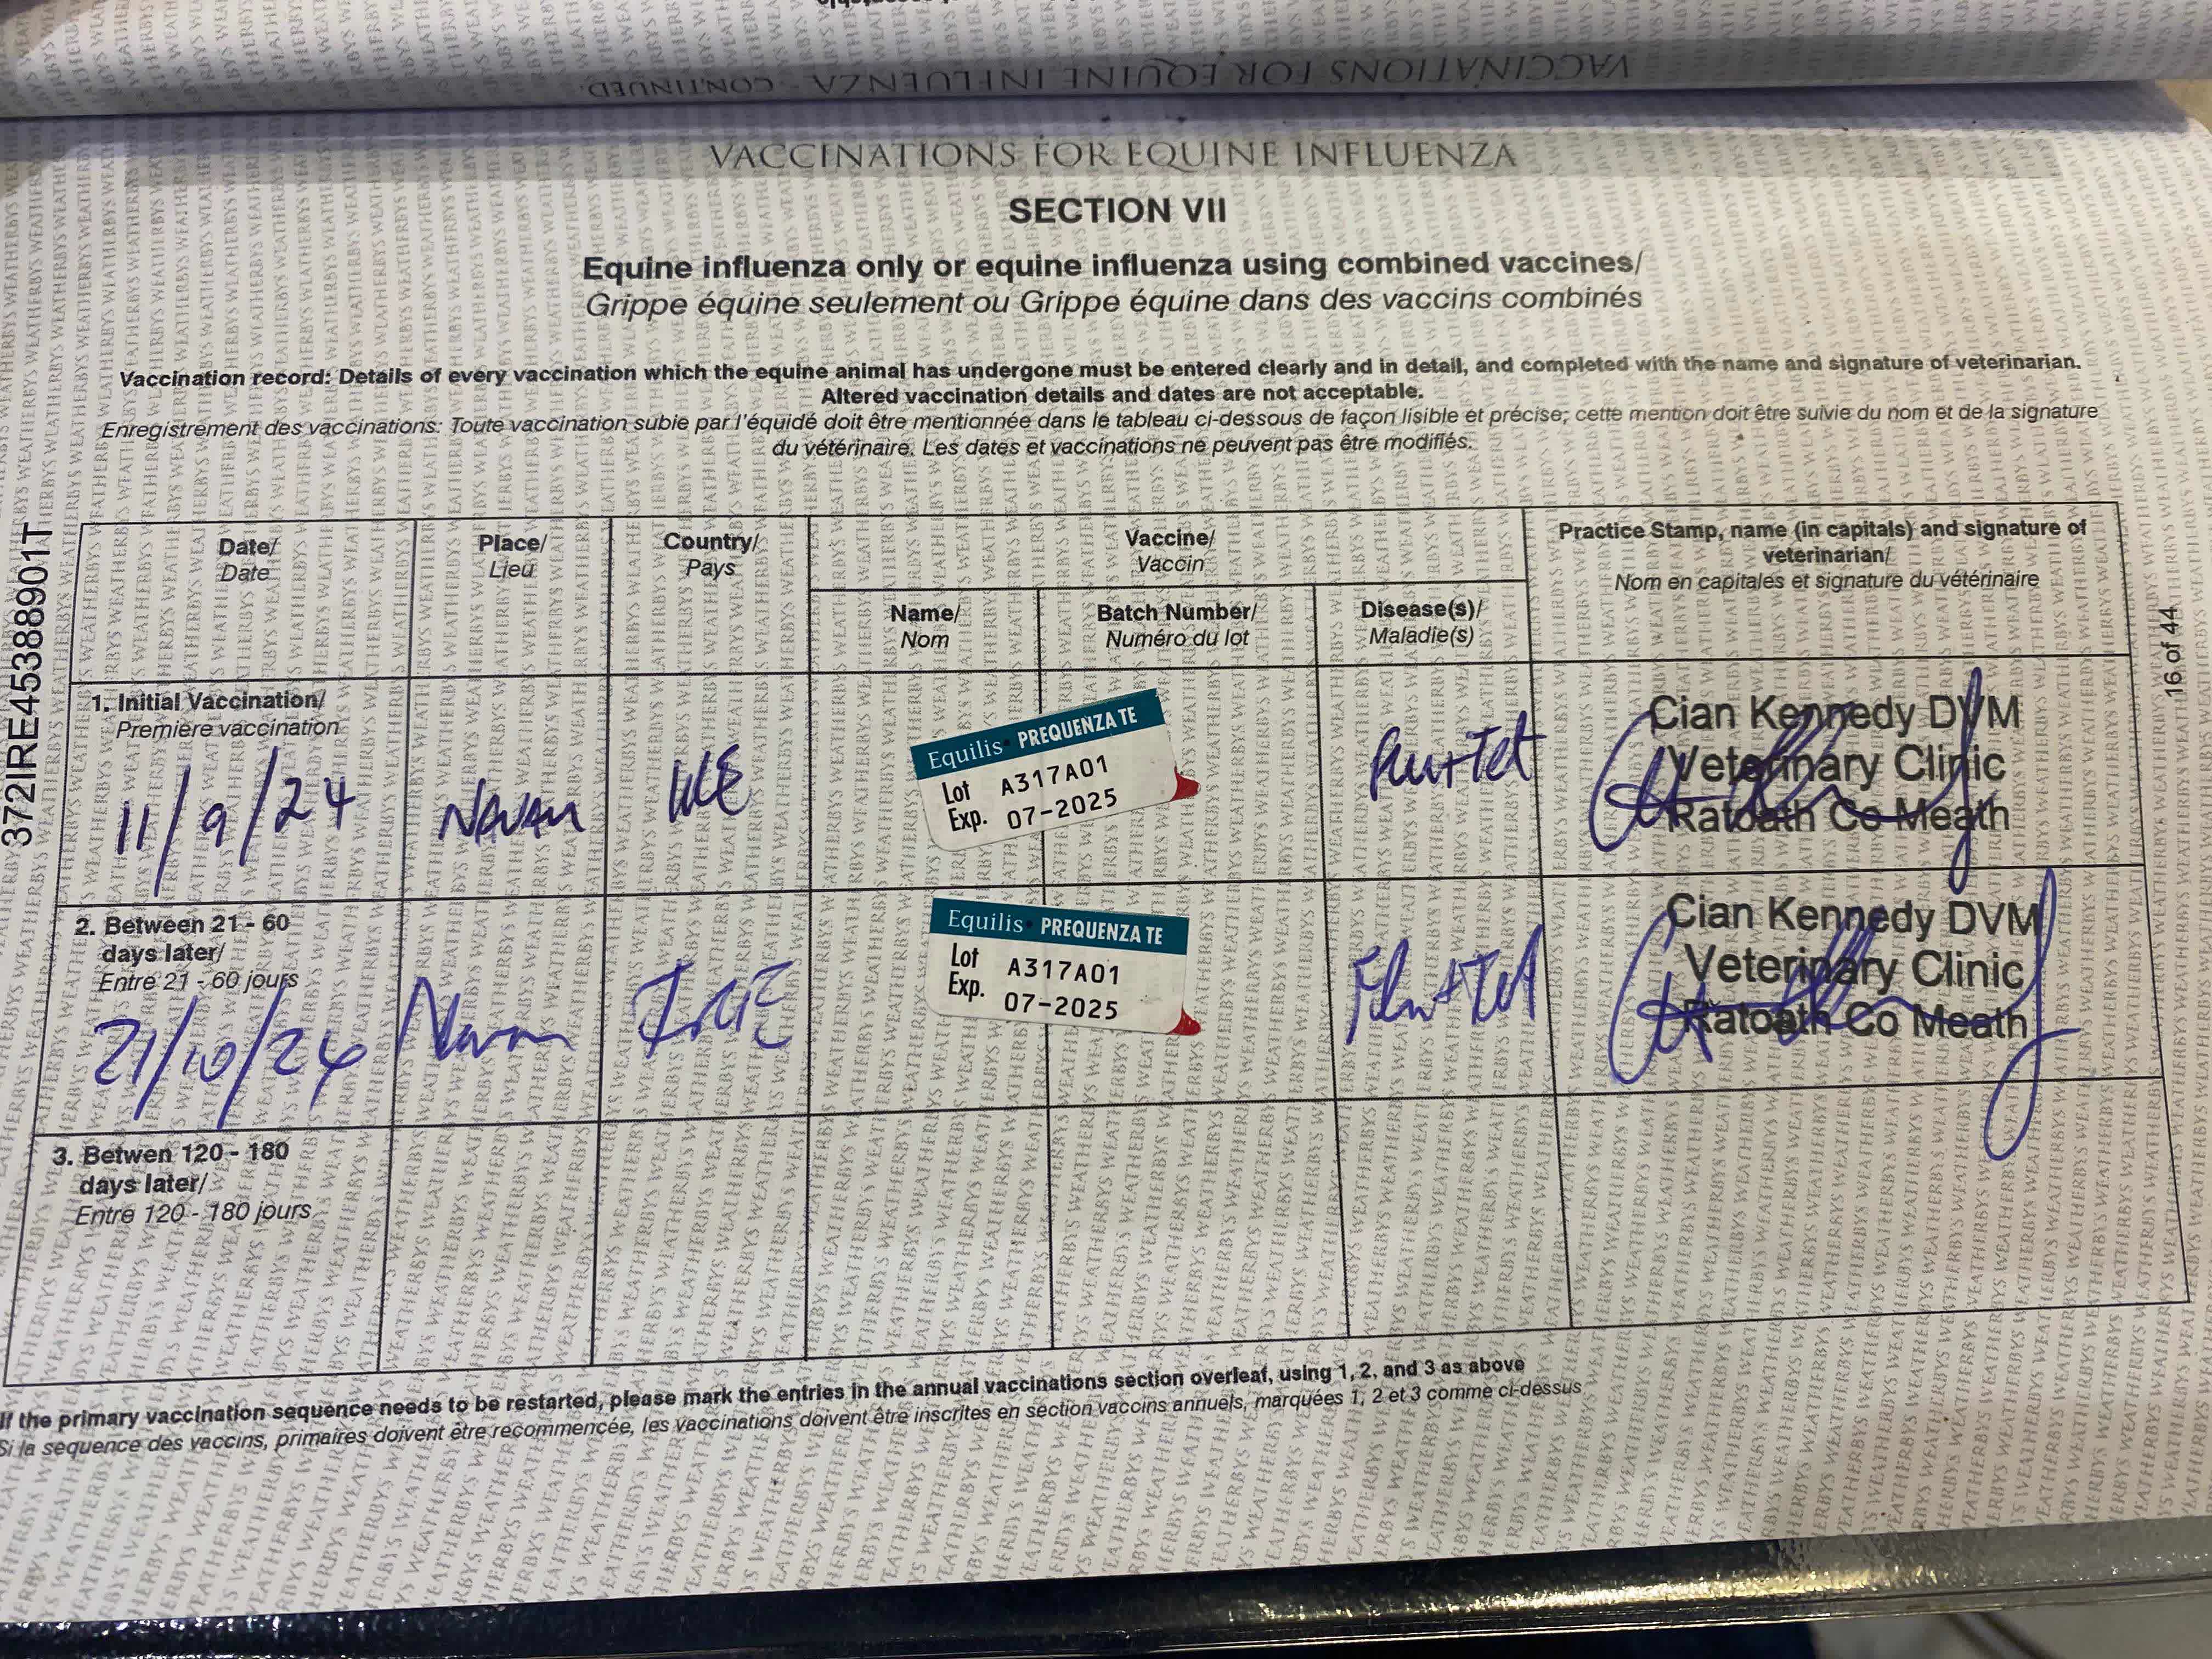 VACCINATIONS FOR EQUINE INFLUENZA - CONTINUED.
VACCINATIONS FOR EQUINE INFLUENZA
SECTION VII
Equine influenza only or equine influenza using combined vaccines/
Grippe équine seulement ou Grippe équine dans des vaccins combinés
Vaccination record: Details of every vaccination which the equine animal has undergone must be entered clearly and in detail, and completed with the name and signature of veterinarian.
Altered vaccination details and dates are not acceptable.
Enregistrement des vaccinations: Toute vaccination subie par l'équidé doit être mentionnée dans le tableau ci-dessous de façon lisible et précise; cette mention doit être suivie du nom et de la signature
du vétérinaire. Les dates et vaccinations ne peuvent pas être modifiés.
372IRE45388901T
16 of 44
Date/
Date
Place/
Lieu
Country/
Pays
Vaccine/
Vaccin
Name/
Nom
Batch Number/
Numéro du lot
Disease(s)/
Maladie(s)
Practice Stamp, name (in capitals) and signature of
veterinarian/
Nom en capitales et signature du vétérinaire
1. Initial Vaccination/
Première vaccination
11/9/24
Navan
IRE
Equilis PREQUENZA TE
Lot A317A01
Exp. 07-2025
Flu+Tet
Cian Kennedy DVM
Veterinary Clinic
Ratoath Co Meath
2. Between 21 - 60
days later/
Entre 21 - 60 jours
21/10/24
Navan
IRE
Equilis PREQUENZA TE
Lot A317A01
Exp. 07-2025
Flu+Tet
Cian Kennedy DVM
Veterinary Clinic
Ratoath Co Meath
3. Betwen 120 - 180
days later/
Entre 120 - 180 jours
If the primary vaccination sequence needs to be restarted, please mark the entries in the annual vaccinations section overleaf, using 1, 2, and 3 as above
Si la sequence des vaccins, primaires doivent être recommencée, les vaccinations doivent être inscrites en section vaccins annuels, marquées 1, 2 et 3 comme ci-dessus